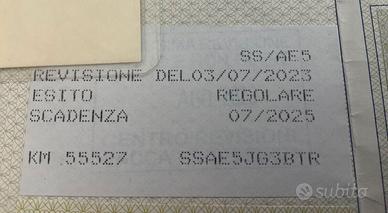 SS/AE5
REVISIONE DEL03/07/2023
ESITO REGOLARE
SCADENZA 07/2025
KM 55527 SSAE5JG3BTR
subito